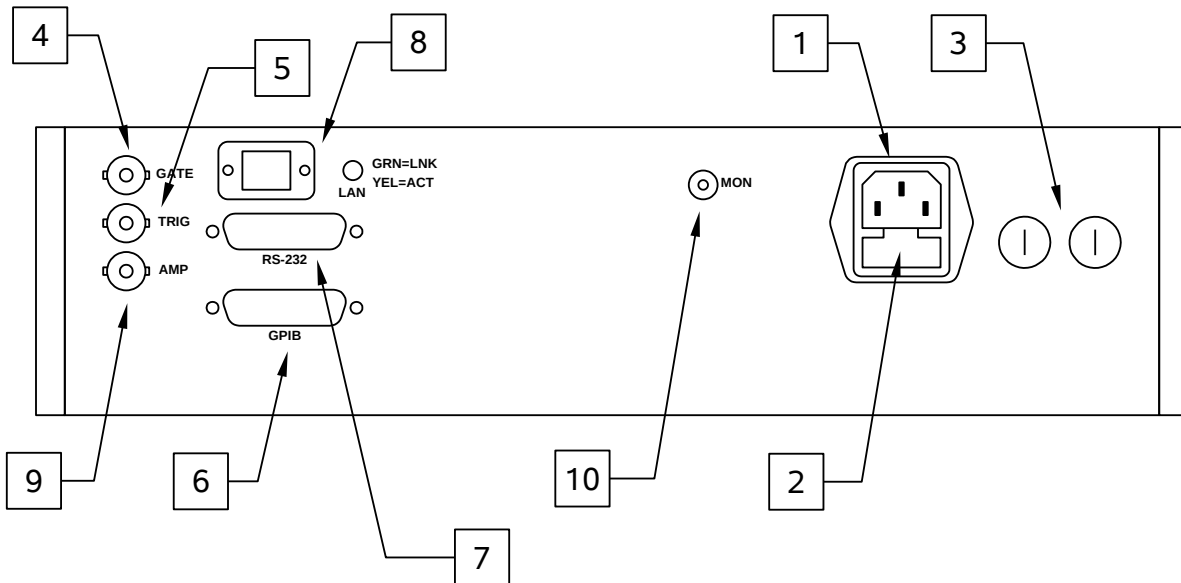 4
5
8
1
3
GATE
GRN=LNK
YEL=ACT
LAN
TRIG
MON
RS-232
AMP
GPIB
9
6
10
2
7